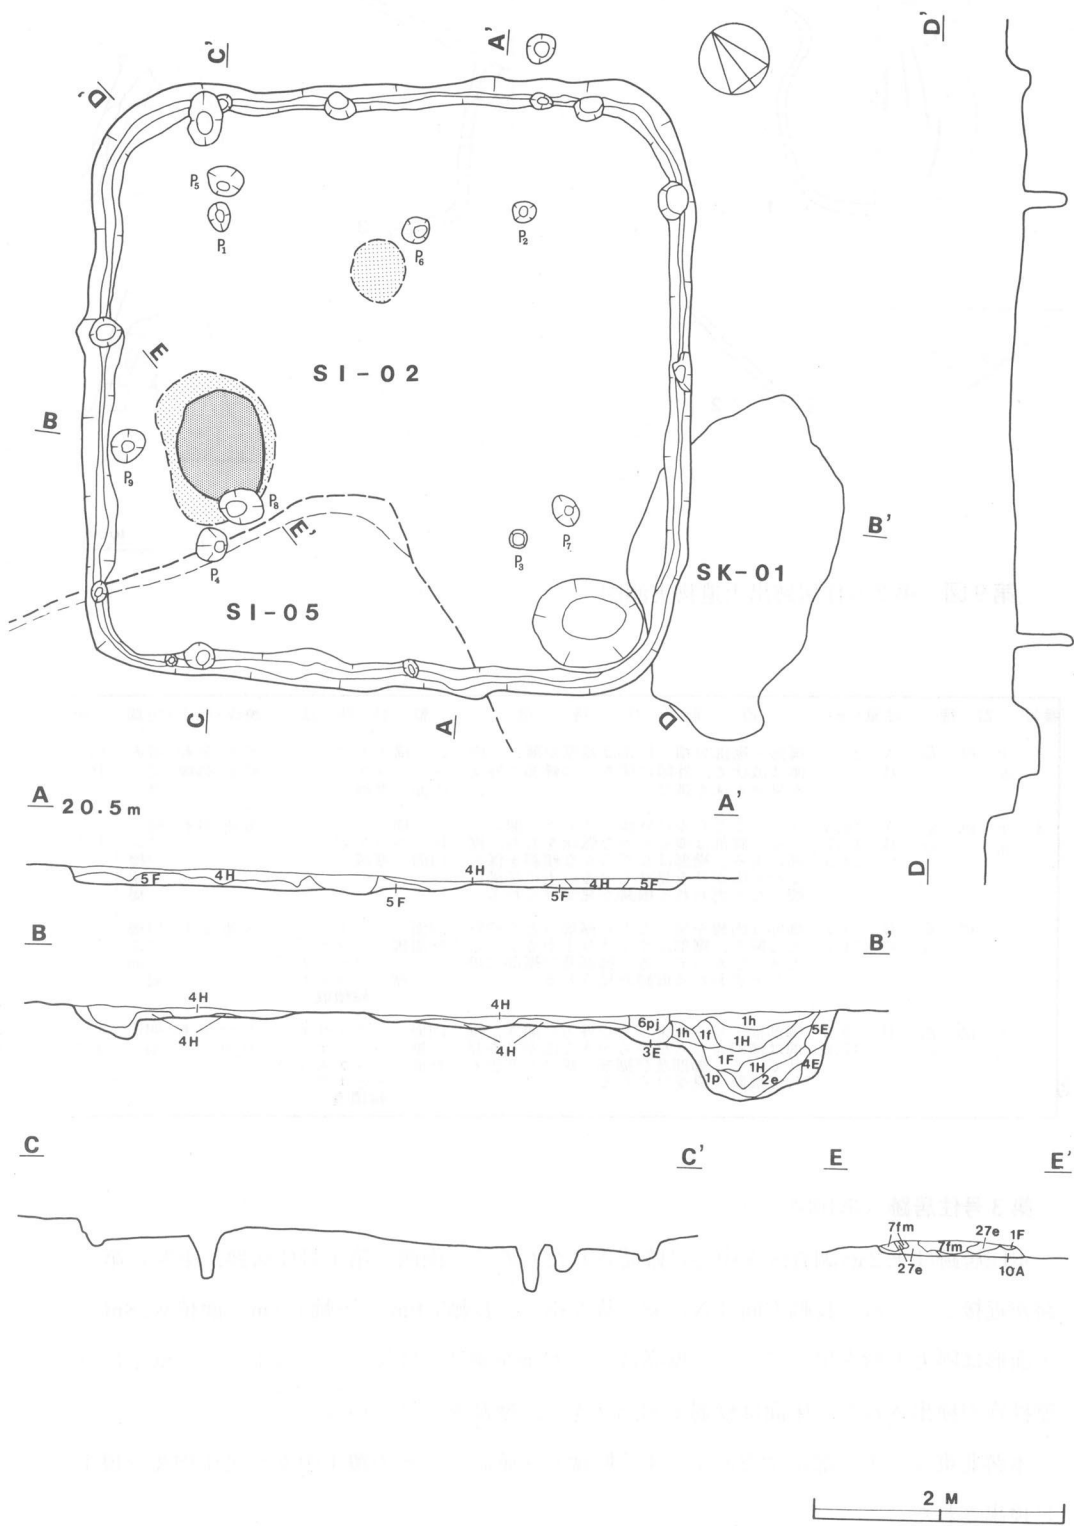 C' A' D'
D'
P5
P1
P6
P2
E
SI-02
B
P9
P8
E'
P7
B'
P3
SK-01
P4
SI-05
C
A
D
A 20.5m A'
D
4H
5F 4H 4H 5F
5F 5F
B B'
4H 4H
6pj 1h 1f 1h 5E
4H 4H 3E 1H
1F 1H 4E
1p 2e
C C' E E'
7fm 27e 1F
7fm
27e 10A
2 M